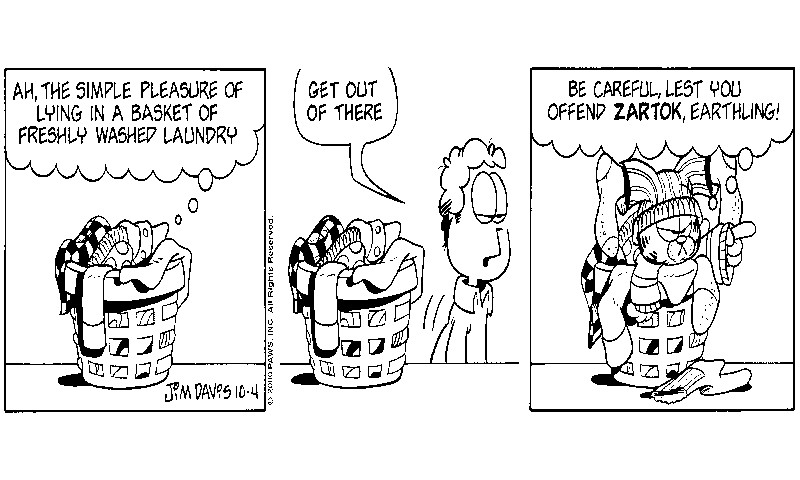 AH, THE SIMPLE PLEASURE OF
LYING IN A BASKET OF
FRESHLY WASHED LAUNDRY
JIM DAVIS 10·4
© 2000 PAWS, INC. All Rights Reserved.
GET OUT
OF THERE
BE CAREFUL, LEST YOU
OFFEND ZARTOK, EARTHLING!